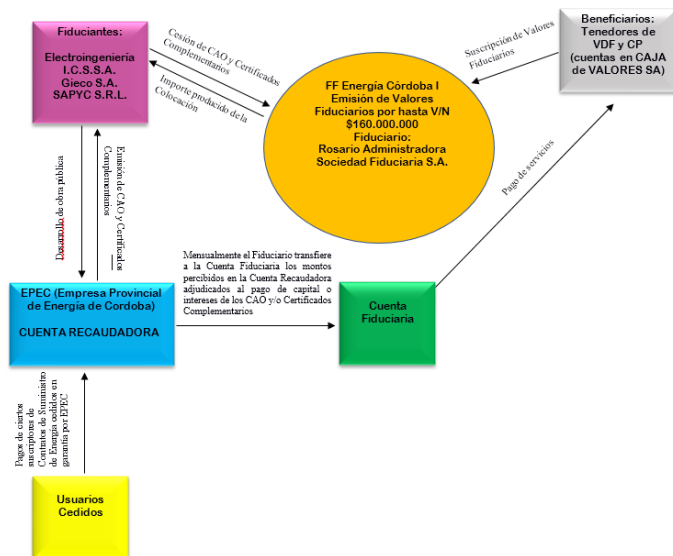 Fiduciantes:
Electroingeniería
I.C.S.S.A.
Gieco S.A.
SAPYC S.R.L.
Cesión de CAO y Certificados
Complementarios
Importe producido de la
Colocación
FF Energía Córdoba I
Emisión de Valores
Fiduciarios por hasta V/N
$160.000.000
Fiduciario:
Rosario Administradora
Sociedad Fiduciaria S.A.
Suscripción de Valores
Fiduciarios
Beneficiarios:
Tenedores de
VDF y CP
(cuentas en CAJA
de VALORES SA)
Pago de servicios
Desarrollo de obra pública
Emisión de CAO y Certificados
Complementarios
EPEC (Empresa Provincial
de Energía de Cordoba)
CUENTA RECAUDADORA
Mensualmente el Fiduciario transfiere
a la Cuenta Fiduciaria los montos
percibidos en la Cuenta Recaudadora
adjudicados al pago de capital o
intereses de los CAO y/o Certificados
Complementarios
Cuenta
Fiduciaria
Pagos de ciertos
suscriptores de
Contratos de Suministro
de Energía cedidos en
garantía por EPEC
Usuarios
Cedidos